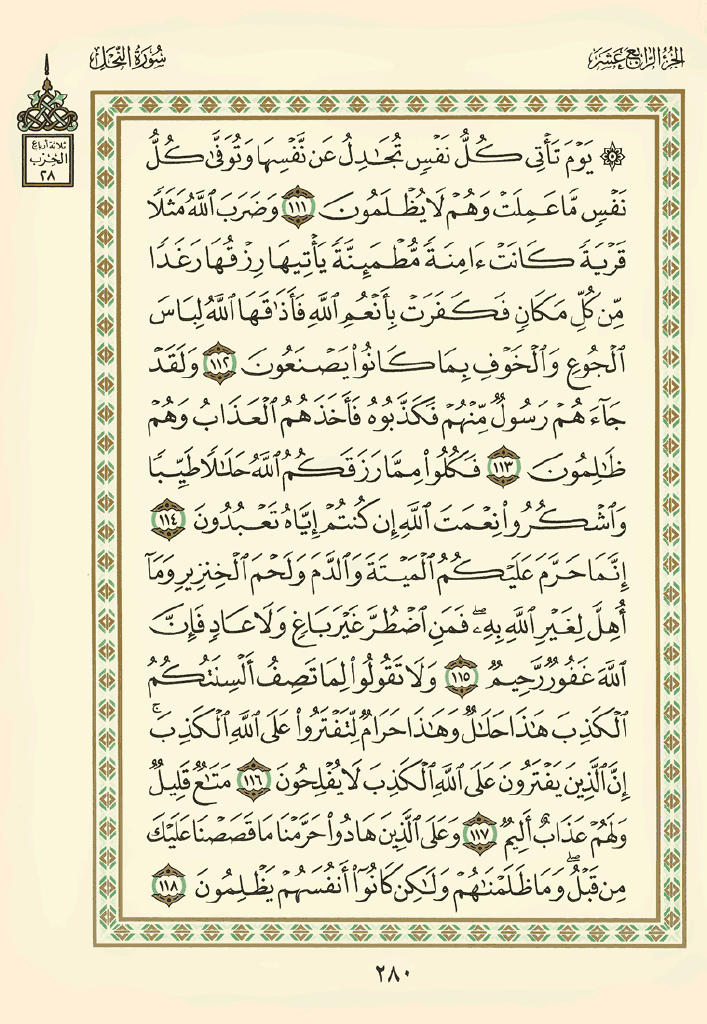 الجزء الرابع عشر
سورة النحل
ثلاثة أرباع
الحزب
٢٨
۞ يَوْمَ تَأْتِي كُلُّ نَفْسٍ تُجَٰدِلُ عَن نَّفْسِهَا وَتُوَفَّىٰ كُلُّ
نَفْسٍ مَّا عَمِلَتْ وَهُمْ لَا يُظْلَمُونَ ١١١ وَضَرَبَ ٱللَّهُ مَثَلًا
قَرْيَةً كَانَتْ ءَامِنَةً مُّطْمَئِنَّةً يَأْتِيهَا رِزْقُهَا رَغَدًا
مِّن كُلِّ مَكَانٍ فَكَفَرَتْ بِأَنْعُمِ ٱللَّهِ فَأَذَٰقَهَا ٱللَّهُ لِبَاسَ
ٱلْجُوعِ وَٱلْخَوْفِ بِمَا كَانُوا۟ يَصْنَعُونَ ١١٢ وَلَقَدْ
جَآءَهُمْ رَسُولٌ مِّنْهُمْ فَكَذَّبُوهُ فَأَخَذَهُمُ ٱلْعَذَابُ وَهُمْ
ظَٰلِمُونَ ١١٣ فَكُلُوا۟ مِمَّا رَزَقَكُمُ ٱللَّهُ حَلَٰلًا طَيِّبًا
وَٱشْكُرُوا۟ نِعْمَتَ ٱللَّهِ إِن كُنتُمْ إِيَّاهُ تَعْبُدُونَ ١١٤
إِنَّمَا حَرَّمَ عَلَيْكُمُ ٱلْمَيْتَةَ وَٱلدَّمَ وَلَحْمَ ٱلْخِنزِيرِ وَمَآ
أُهِلَّ لِغَيْرِ ٱللَّهِ بِهِۦ ۖ فَمَنِ ٱضْطُرَّ غَيْرَ بَاغٍ وَلَا عَادٍ فَإِنَّ
ٱللَّهَ غَفُورٌ رَّحِيمٌ ١١٥ وَلَا تَقُولُوا۟ لِمَا تَصِفُ أَلْسِنَتُكُمُ
ٱلْكَذِبَ هَٰذَا حَلَٰلٌ وَهَٰذَا حَرَامٌ لِّتَفْتَرُوا۟ عَلَى ٱللَّهِ ٱلْكَذِبَ ۚ
إِنَّ ٱلَّذِينَ يَفْتَرُونَ عَلَى ٱللَّهِ ٱلْكَذِبَ لَا يُفْلِحُونَ ١١٦ مَتَٰعٌ قَلِيلٌ
وَلَهُمْ عَذَابٌ أَلِيمٌ ١١٧ وَعَلَى ٱلَّذِينَ هَادُوا۟ حَرَّمْنَا مَا قَصَصْنَا عَلَيْكَ
مِن قَبْلُ ۖ وَمَا ظَلَمْنَٰهُمْ وَلَٰكِن كَانُوٓا۟ أَنفُسَهُمْ يَظْلِمُونَ ١١٨
٢٨٠